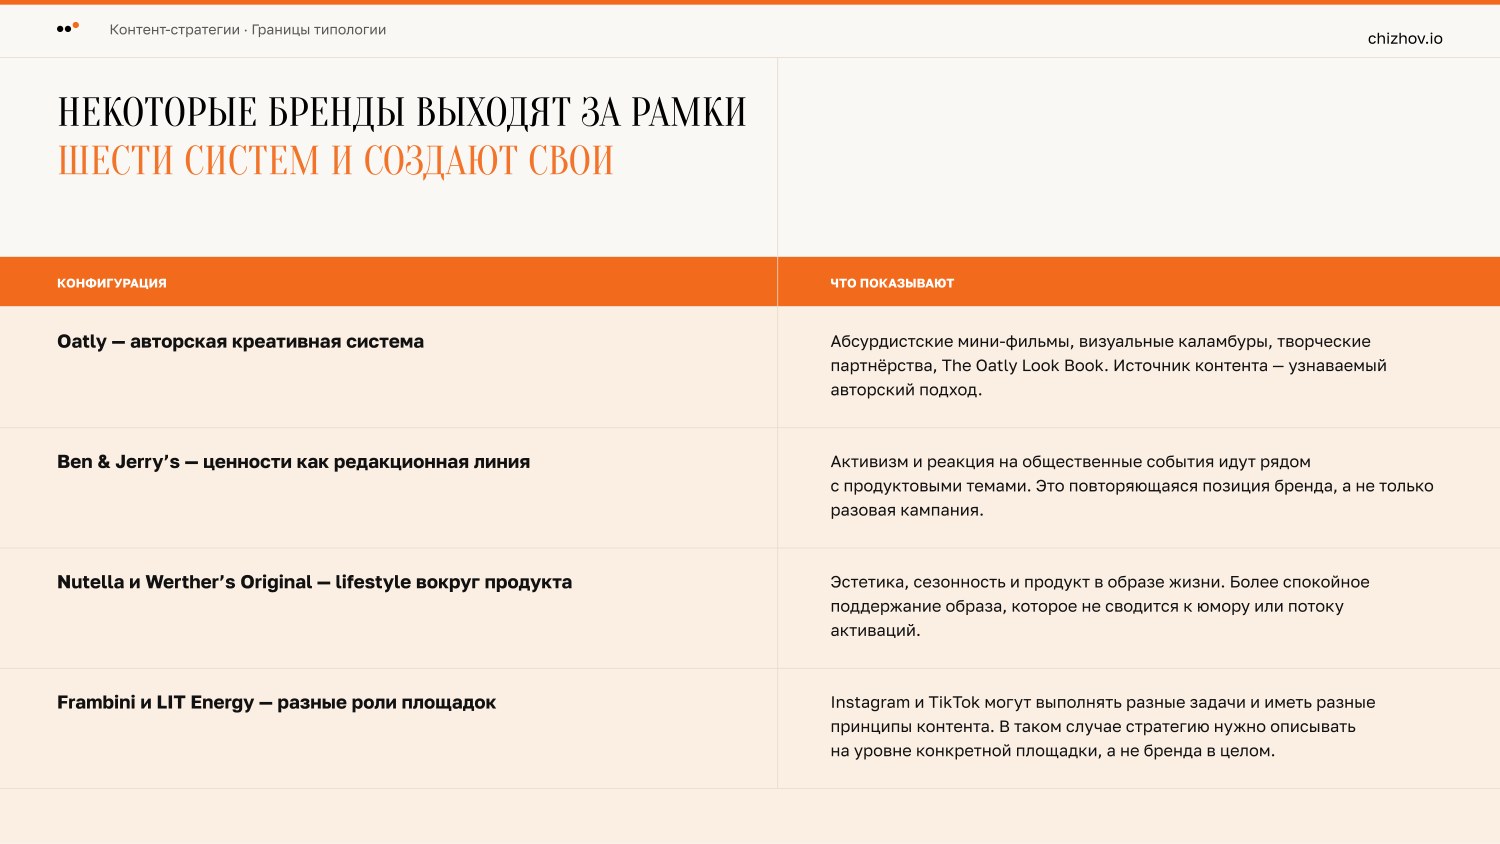 Контент-стратегии · Границы типологии
chizhov.io
НЕКОТОРЫЕ БРЕНДЫ ВЫХОДЯТ ЗА РАМКИ
ШЕСТИ СИСТЕМ И СОЗДАЮТ СВОИ
КОНФИГУРАЦИЯ
ЧТО ПОКАЗЫВАЮТ
Oatly — авторская креативная система
Абсурдистские мини-фильмы, визуальные каламбуры, творческие
партнёрства, The Oatly Look Book. Источник контента — узнаваемый
авторский подход.
Ben & Jerry’s — ценности как редакционная линия
Активизм и реакция на общественные события идут рядом
с продуктовыми темами. Это повторяющаяся позиция бренда, а не только
разовая кампания.
Nutella и Werther’s Original — lifestyle вокруг продукта
Эстетика, сезонность и продукт в образе жизни. Более спокойное
поддержание образа, которое не сводится к юмору или потоку
активаций.
Frambini и LIT Energy — разные роли площадок
Instagram и TikTok могут выполнять разные задачи и иметь разные
принципы контента. В таком случае стратегию нужно описывать
на уровне конкретной площадки, а не бренда в целом.